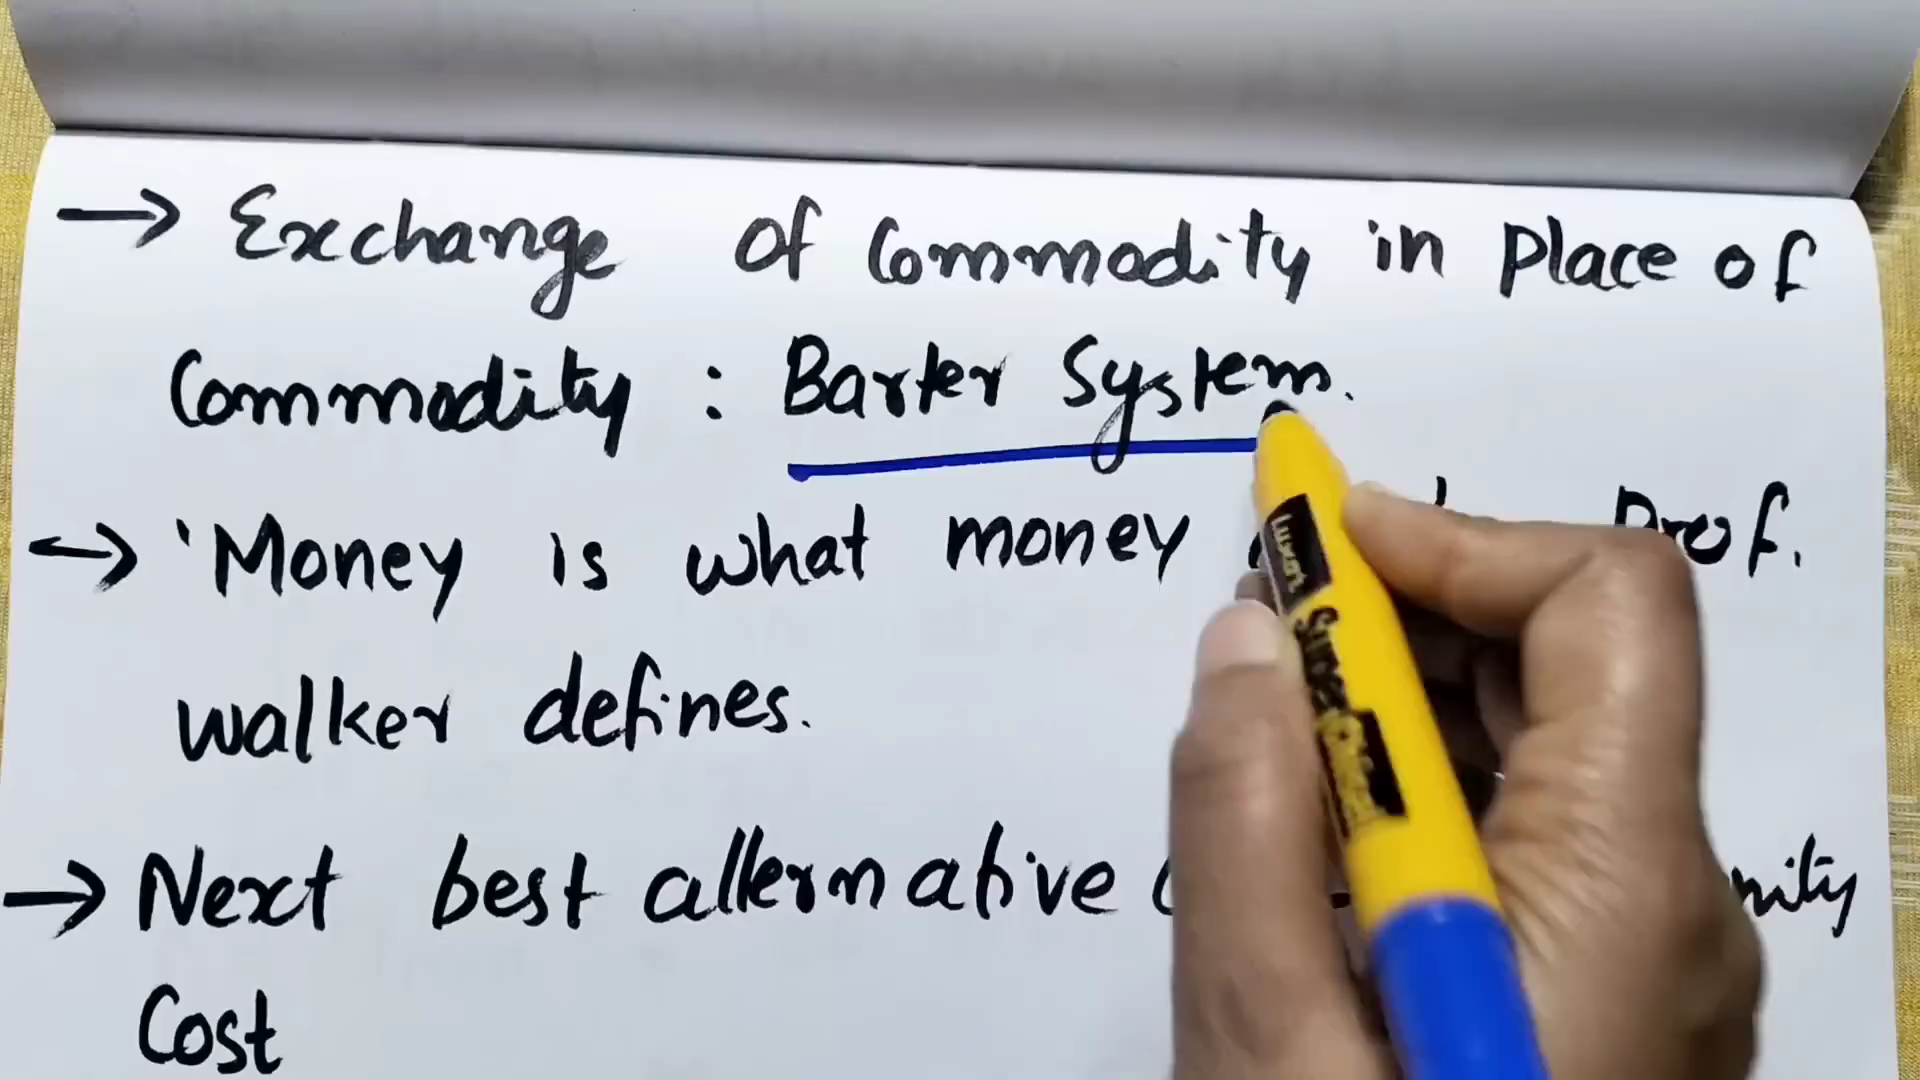 → Exchange of Commodity in Place of
Commodity : Barter System.
→ 'Money is what money Prof.
walker defines.
→ Next best alternative
Cost
Luxor